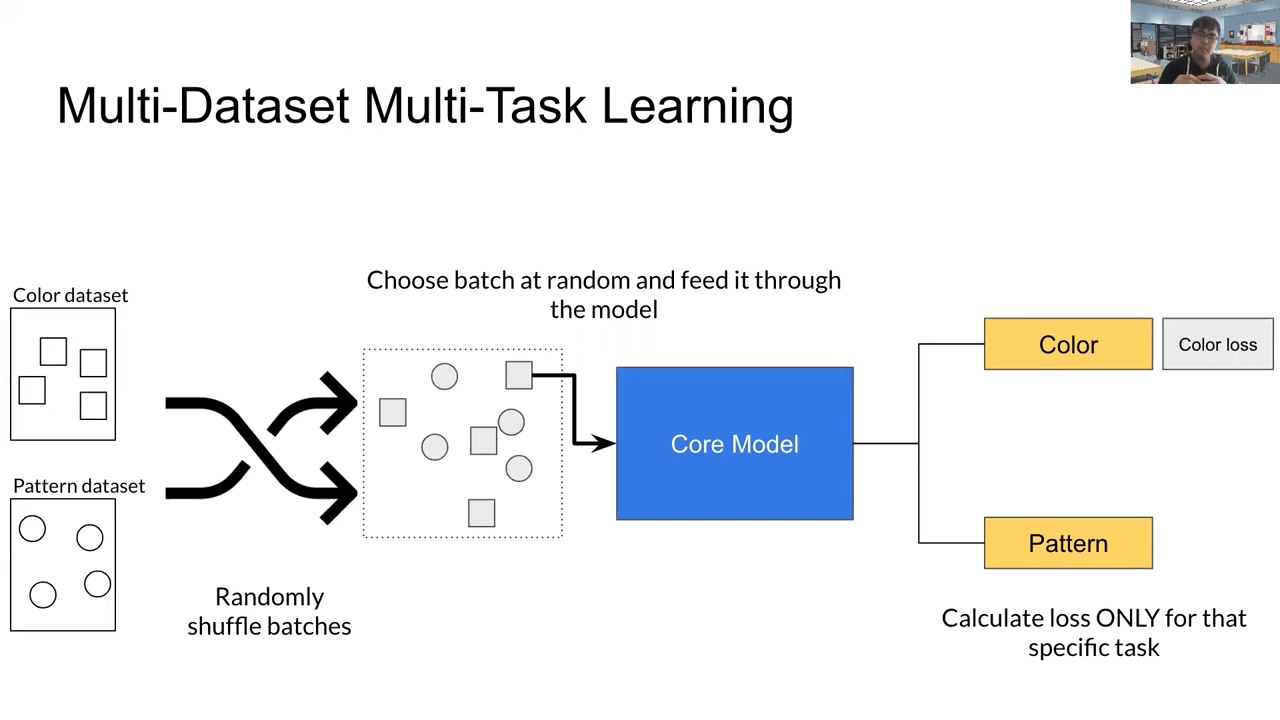 Multi-Dataset Multi-Task Learning
Choose batch at random and feed it through
the model
Color dataset
Pattern dataset
Randomly
shuffle batches
Core Model
Color
Color loss
Pattern
Calculate loss ONLY for that
specific task